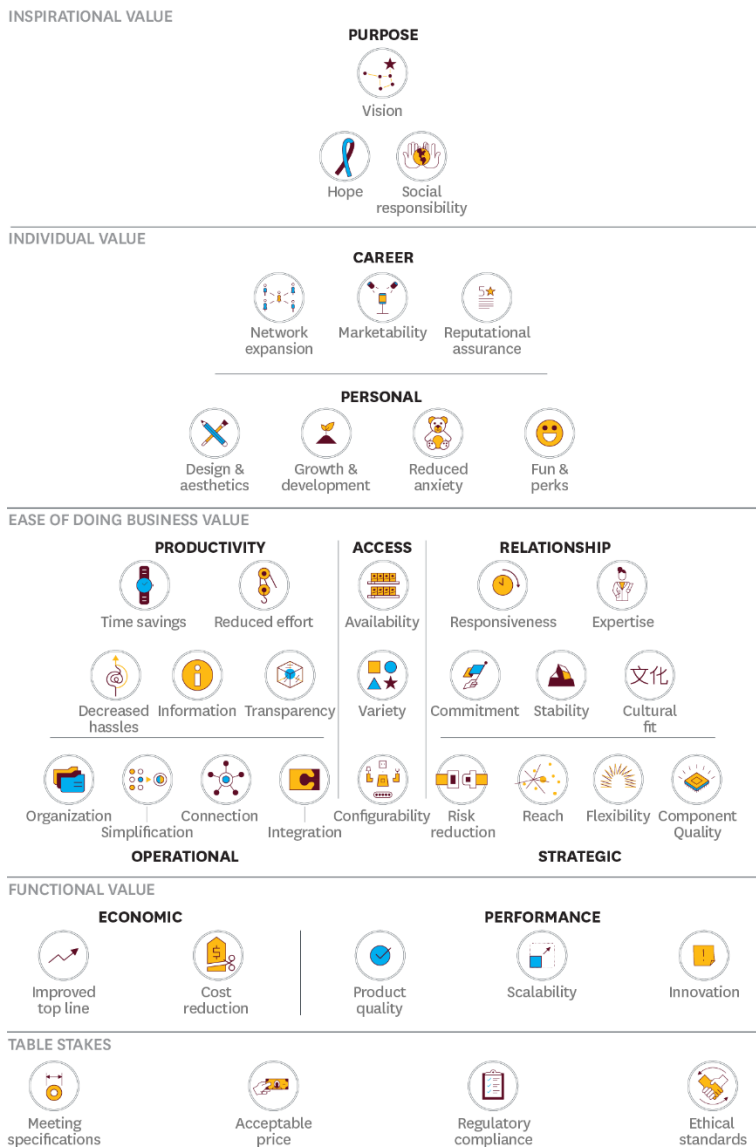 INSPIRATIONAL VALUE
PURPOSE
Vision
Hope
Social
responsibility
INDIVIDUAL VALUE
CAREER
Network
expansion
Marketability
Reputational
assurance
5
PERSONAL
Design &
aesthetics
Growth &
development
Reduced
anxiety
Fun &
perks
EASE OF DOING BUSINESS VALUE
PRODUCTIVITY
Time savings
Reduced effort
Decreased
hassles
Information
Transparency
ACCESS
Availability
Variety
Configurability
RELATIONSHIP
Responsiveness
Expertise
Commitment
Stability
文化
Cultural
fit
Organization
Simplification
Connection
Integration
OPERATIONAL
Risk
reduction
Reach
Flexibility
Component
Quality
STRATEGIC
FUNCTIONAL VALUE
ECONOMIC
Improved
top line
$
Cost
reduction
PERFORMANCE
Product
quality
Scalability
!
Innovation
TABLE STAKES
Meeting
specifications
Acceptable
price
Regulatory
compliance
Ethical
standards